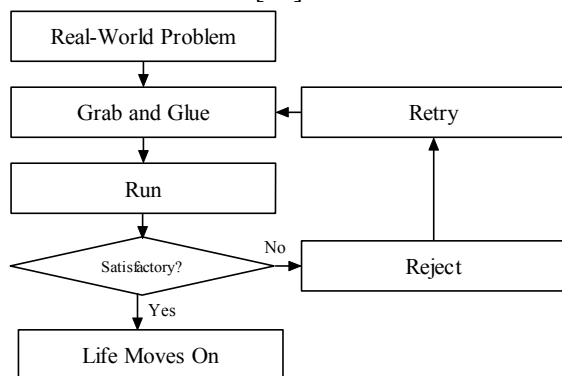 Real-World Problem
Grab and Glue
Retry
Run
No
Satisfactory?
Reject
Yes
Life Moves On